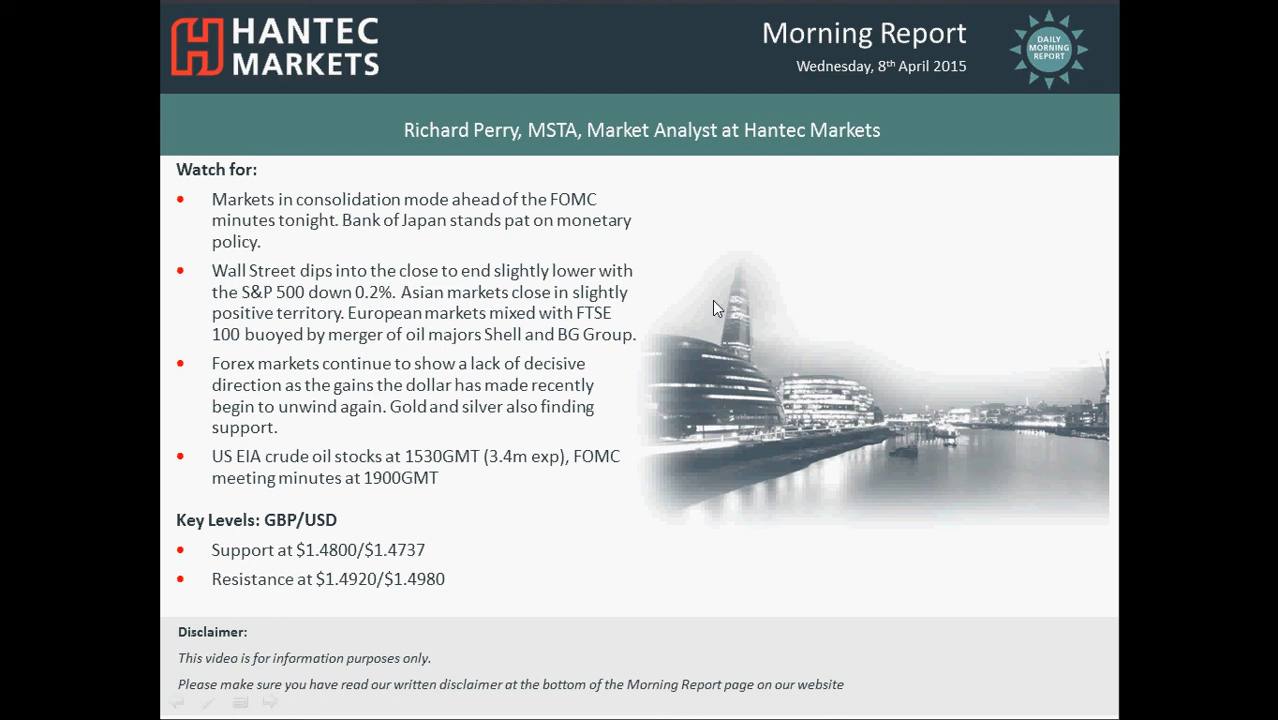 HANTEC
MARKETS
Morning Report
Wednesday, 8th April 2015
DAILY
MORNING
REPORT
Richard Perry, MSTA, Market Analyst at Hantec Markets
Watch for:
Markets in consolidation mode ahead of the FOMC
minutes tonight. Bank of Japan stands pat on monetary
policy.
Wall Street dips into the close to end slightly lower with
the S&P 500 down 0.2%. Asian markets close in slightly
positive territory. European markets mixed with FTSE
100 buoyed by merger of oil majors Shell and BG Group.
Forex markets continue to show a lack of decisive
direction as the gains the dollar has made recently
begin to unwind again. Gold and silver also finding
support.
US EIA crude oil stocks at 1530GMT (3.4m exp), FOMC
meeting minutes at 1900GMT
Key Levels: GBP/USD
Support at $1.4800/$1.4737
Resistance at $1.4920/$1.4980
Disclaimer:
This video is for information purposes only.
Please make sure you have read our written disclaimer at the bottom of the Morning Report page on our website